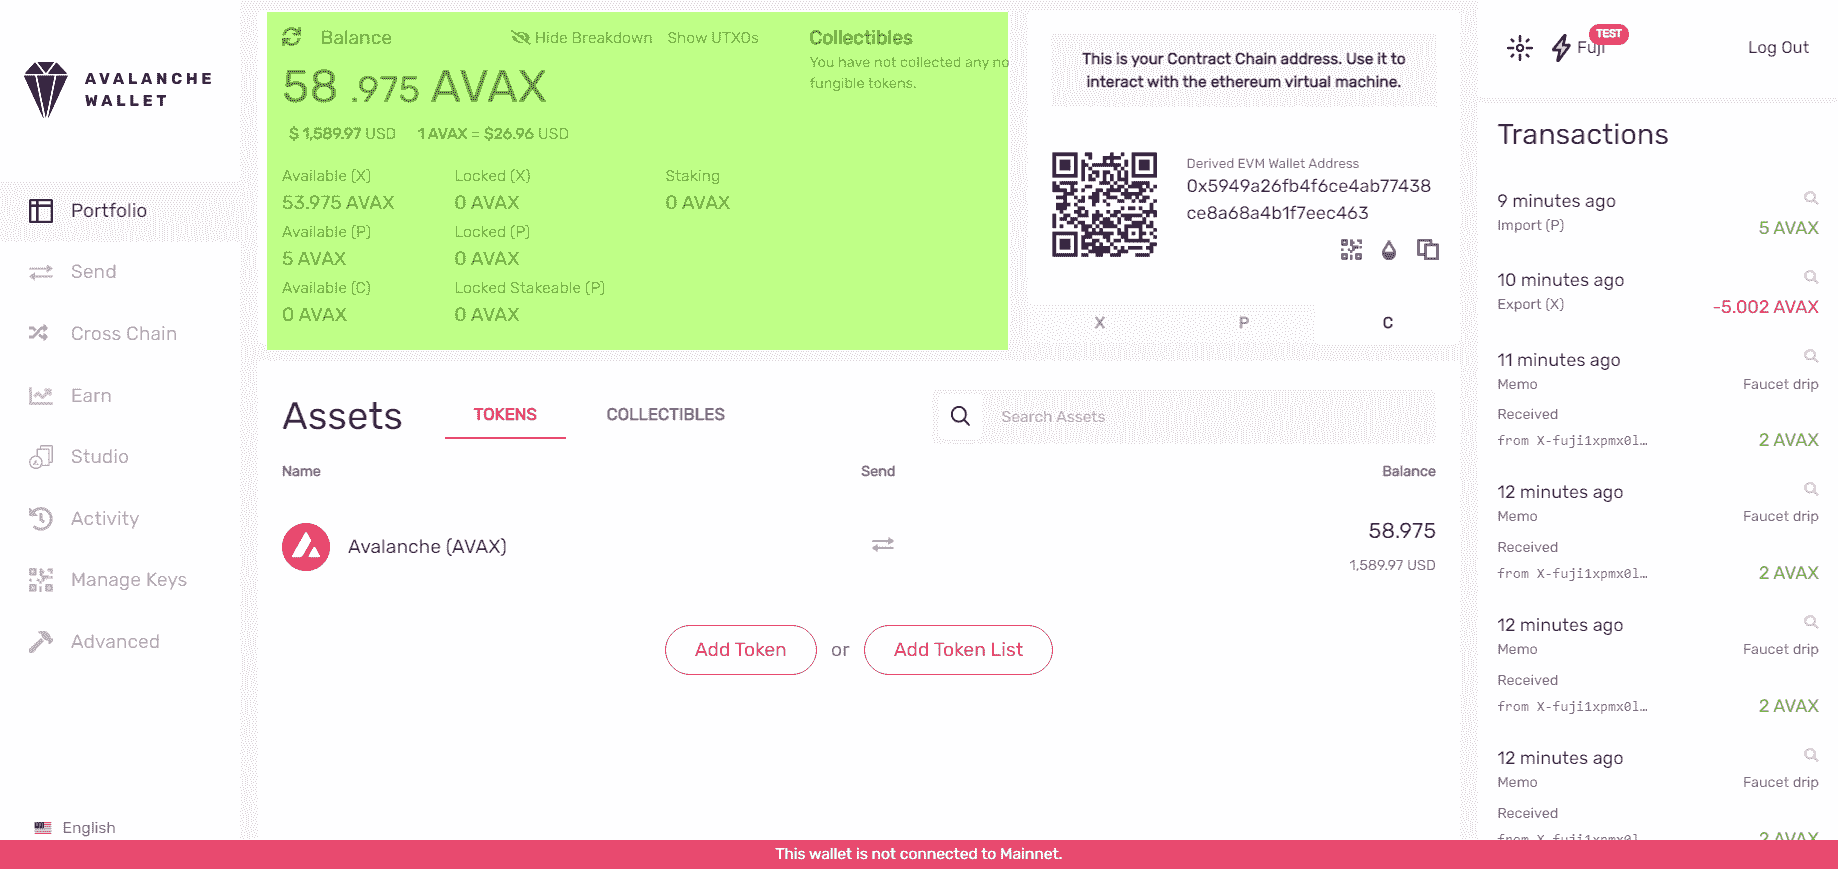 AVALANCHE
WALLET
Portfolio
Send
Cross Chain
Earn
Studio
Activity
Manage Keys
Advanced
English
Balance
Hide Breakdown
Show UTXOs
58 .975 AVAX
$ 1,589.97 USD
1 AVAX = $26.96 USD
Available (X)
53.975 AVAX
Locked (X)
0 AVAX
Staking
0 AVAX
Available (P)
5 AVAX
Locked (P)
0 AVAX
Available (C)
0 AVAX
Locked Stakeable (P)
0 AVAX
Collectibles
You have not collected any no
fungible tokens.
This is your Contract Chain address. Use it to
interact with the ethereum virtual machine.
Derived EVM Wallet Address
0x5949a26fb4f6ce4ab77438
ce8a68a4b1f7eec463
X
P
C
Assets
TOKENS
COLLECTIBLES
Search Assets
Name
Send
Balance
Avalanche (AVAX)
58.975
1,589.97 USD
Add Token
or
Add Token List
Fuji
TEST
Log Out
Transactions
9 minutes ago
Import (P)
5 AVAX
10 minutes ago
Export (X)
-5.002 AVAX
11 minutes ago
Memo
Faucet drip
Received
from X-fuji1xpmx0l…
2 AVAX
12 minutes ago
Memo
Faucet drip
Received
from X-fuji1xpmx0l…
2 AVAX
12 minutes ago
Memo
Faucet drip
Received
from X-fuji1xpmx0l…
2 AVAX
12 minutes ago
Memo
Faucet drip
Received
2 AVAX
This wallet is not connected to Mainnet.